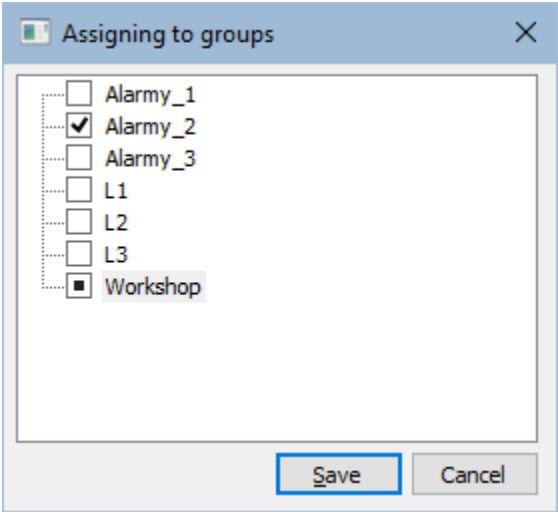 Assigning to groups
Alarmy_1
Alarmy_2
Alarmy_3
L1
L2
L3
Workshop
Save Cancel